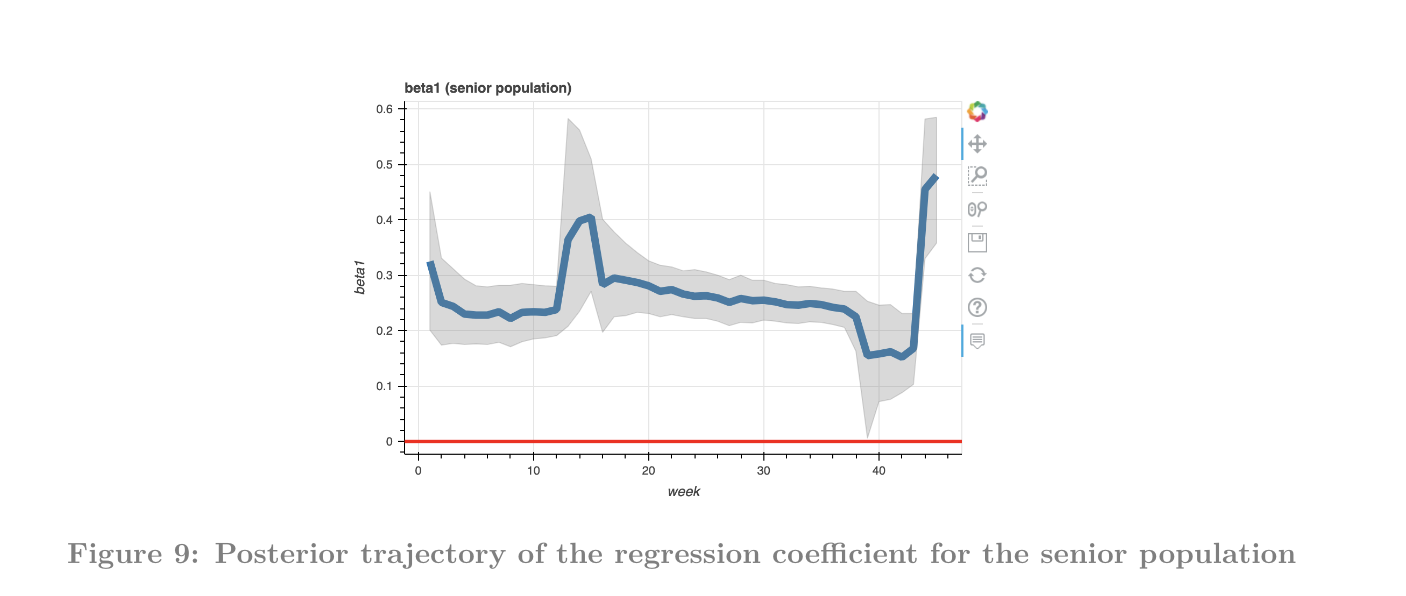 beta1 (senior population)
0.6
0.5
0.4
0.3
0.2
0.1
0
beta1
0 10 20 30 40
week
Figure 9: Posterior trajectory of the regression coefficient for the senior population